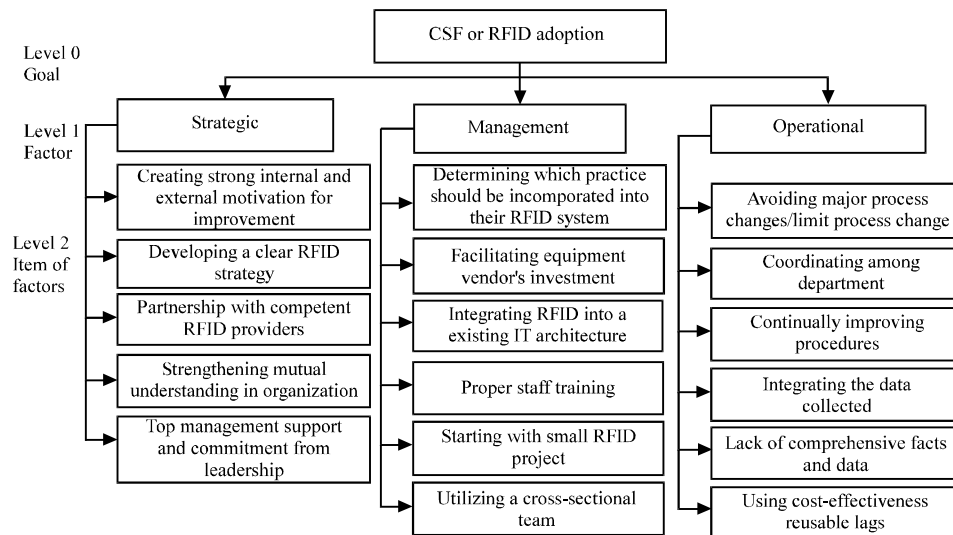 CSF or RFID adoption
Level 0
Goal
Level 1
Factor
Level 2
Item of
factors
Strategic
Creating strong internal and
external motivation for
improvement
Developing a clear RFID
strategy
Partnership with competent
RFID providers
Strengthening mutual
understanding in organization
Top management support
and commitment from
leadership
Management
Determining which practice
should be incorporated into
their RFID system
Facilitating equipment
vendor's investment
Integrating RFID into a
existing IT architecture
Proper staff training
Starting with small RFID
project
Utilizing a cross-sectional
team
Operational
Avoiding major process
changes/limit process change
Coordinating among
department
Continually improving
procedures
Integrating the data
collected
Lack of comprehensive facts
and data
Using cost-effectiveness
reusable lags